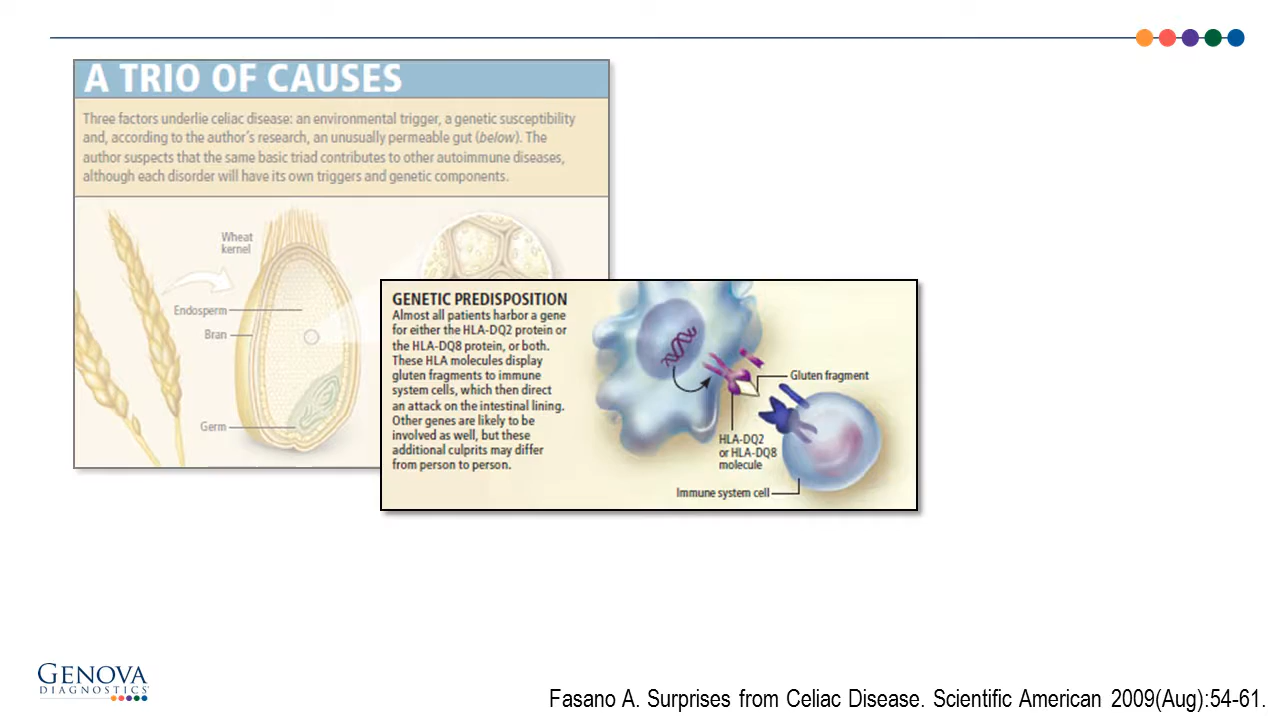 A TRIO OF CAUSES
Three factors underlie celiac disease: an environmental trigger, a genetic susceptibility
and, according to the author's research, an unusually permeable gut (below). The
author suspects that the same basic triad contributes to other autoimmune diseases,
although each disorder will have its own triggers and genetic components.
Wheat
kernel
Endosperm
Bran
Germ
GENETIC PREDISPOSITION
Almost all patients harbor a gene
for either the HLA-DQ2 protein or
the HLA-DQ8 protein, or both.
These HLA molecules display
gluten fragments to immune
system cells, which then direct
an attack on the intestinal lining.
Other genes are likely to be
involved as well, but these
additional culprits may differ
from person to person.
Gluten fragment
HLA-DQ2
or HLA-DQ8
molecule
Immune system cell
GENOVA
DIAGNOSTICS
Fasano A. Surprises from Celiac Disease. Scientific American 2009(Aug):54-61.